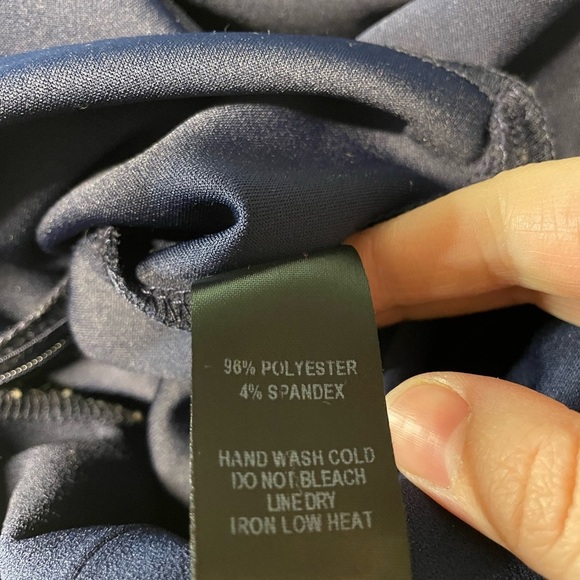 96% POLYESTER
4% SPANDEX
HAND WASH COLD
DO NOT BLEACH
LINE DRY
IRON LOW HEAT